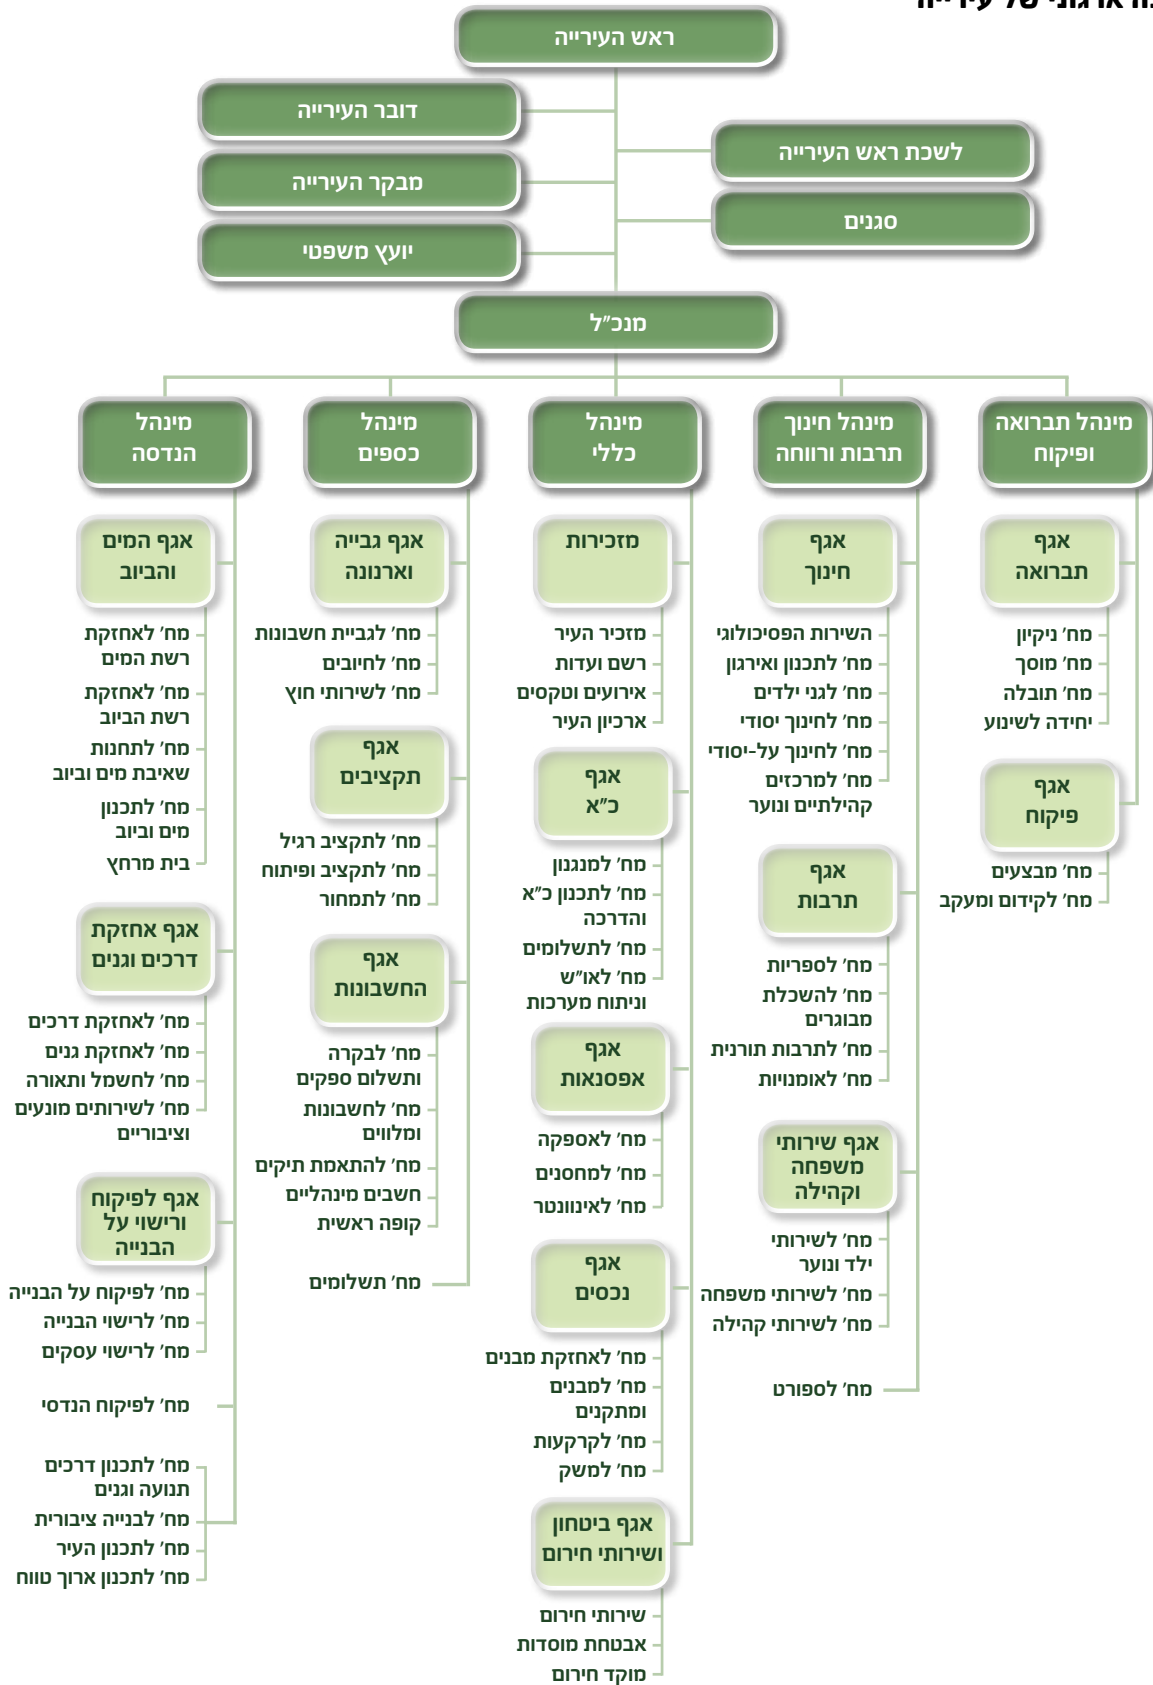 ראש העירייה
דובר העירייה
לשכת ראש העירייה
מבקר העירייה
סגנים
יועץ משפטי
מנכ״ל
מינהל תברואה
ופיקוח
אגף
תברואה
מח׳ ניקיון
מח׳ מוסך
מח׳ תובלה
יחידה לשינוע
אגף
פיקוח
מח׳ מבצעים
מח׳ לקידום ומעקב
מינהל חינוך
תרבות ורווחה
אגף
חינוך
השירות הפסיכולוגי
מח׳ לתכנון ואירגון
מח׳ לגני ילדים
מח׳ לחינוך יסודי
מח׳ לחינוך על-יסודי
מח׳ למרכזים
קהילתיים ונוער
אגף
תרבות
מח׳ לספריות
מח׳ להשכלת
מבוגרים
מח׳ לתרבות תורנית
מח׳ לאומנויות
אגף שירותי
משפחה
וקהילה
מח׳ לשירותי
ילד ונוער
מח׳ לשירותי משפחה
מח׳ לשירותי קהילה
מח׳ לספורט
מינהל
כללי
מזכירות
מזכיר העיר
רשם ועדות
אירועים וטקסים
ארכיון העיר
אגף
כ״א
מח׳ למנגנון
מח׳ לתכנון כ״א
והדרכה
מח׳ לתשלומים
מח׳ לאו״ש
וניתוח מערכות
אגף
אפסנאות
מח׳ לאספקה
מח׳ למחסנים
מח׳ לאינוונטר
אגף
נכסים
מח׳ לאחזקת מבנים
מח׳ למבנים
ומתקנים
מח׳ לקרקעות
מח׳ למשק
אגף ביטחון
ושירותי חירום
שירותי חירום
אבטחת מוסדות
מוקד חירום
מינהל
כספים
אגף גבייה
וארנונה
מח׳ לגביית חשבונות
מח׳ לחיובים
מח׳ לשירותי חוץ
אגף
תקציבים
מח׳ לתקציב רגיל
מח׳ לתקציב ופיתוח
מח׳ לתמחור
אגף
החשבונות
מח׳ לבקרה
ותשלום ספקים
מח׳ לחשבונות
ומלווים
מח׳ להתאמת תיקים
חשבים מינהליים
קופה ראשית
מח׳ תשלומים
מינהל
הנדסה
אגף המים
והביוב
מח׳ לאחזקת
רשת המים
מח׳ לאחזקת
רשת הביוב
מח׳ לתחנות
שאיבת מים וביוב
מח׳ לתכנון
מים וביוב
בית מרחץ
אגף אחזקת
דרכים וגנים
מח׳ לאחזקת דרכים
מח׳ לאחזקת גנים
מח׳ לחשמל ותאורה
מח׳ לשירותים מונעים
וציבוריים
אגף לפיקוח
ורישוי על
הבנייה
מח׳ לפיקוח על הבנייה
מח׳ לרישוי הבנייה
מח׳ לרישוי עסקים
מח׳ לפיקוח הנדסי
מח׳ לתכנון דרכים
תנועה וגנים
מח׳ לבנייה ציבורית
מח׳ לתכנון העיר
מח׳ לתכנון ארוך טווח